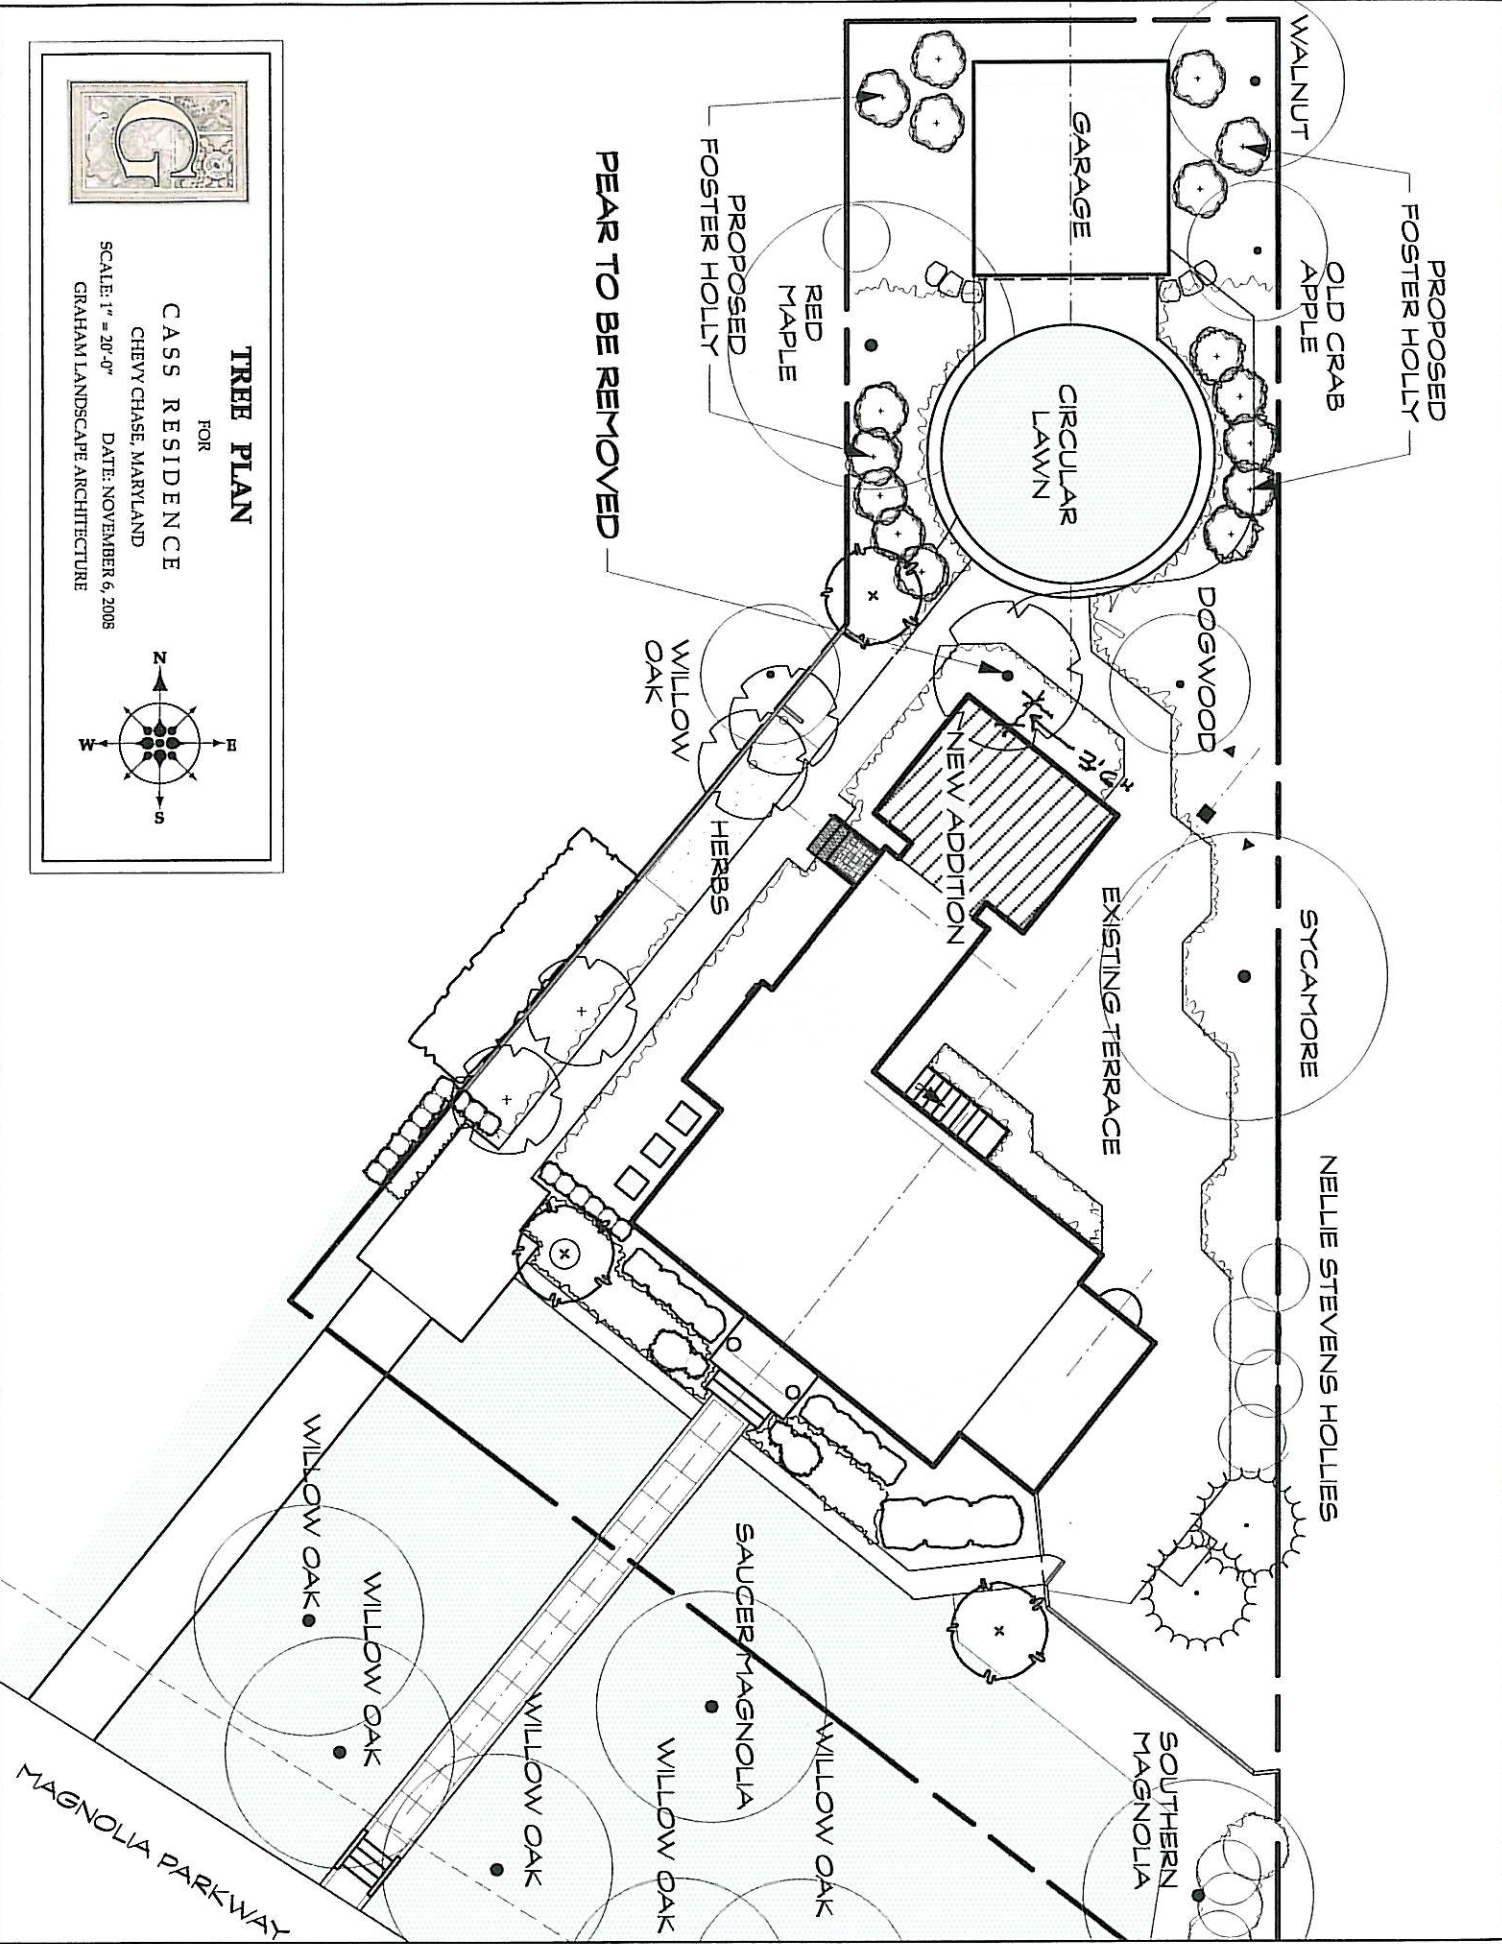 WALNUT
PROPOSED
FOSTER HOLLY
OLD CRAB
APPLE
GARAGE
PROPOSED
FOSTER HOLLY
RED
MAPLE
CIRCULAR
LAWN
PEAR TO BE REMOVED
DOGWOOD
WILLOW
OAK
3'6"
NEW ADDITION
HERBS
EXISTING TERRACE
SYCAMORE
NELLIE STEVENS HOLLIES
WILLOW OAK
WILLOW OAK
SAUCER MAGNOLIA
WILLOW OAK
WILLOW OAK
WILLOW OAK
SOUTHERN
MAGNOLIA
MAGNOLIA PARKWAY
G
TREE PLAN
FOR
CASS RESIDENCE
CHEVY CHASE, MARYLAND
SCALE: 1" = 20'-0" DATE: NOVEMBER 6, 2008
GRAHAM LANDSCAPE ARCHITECTURE
N
E
W
S